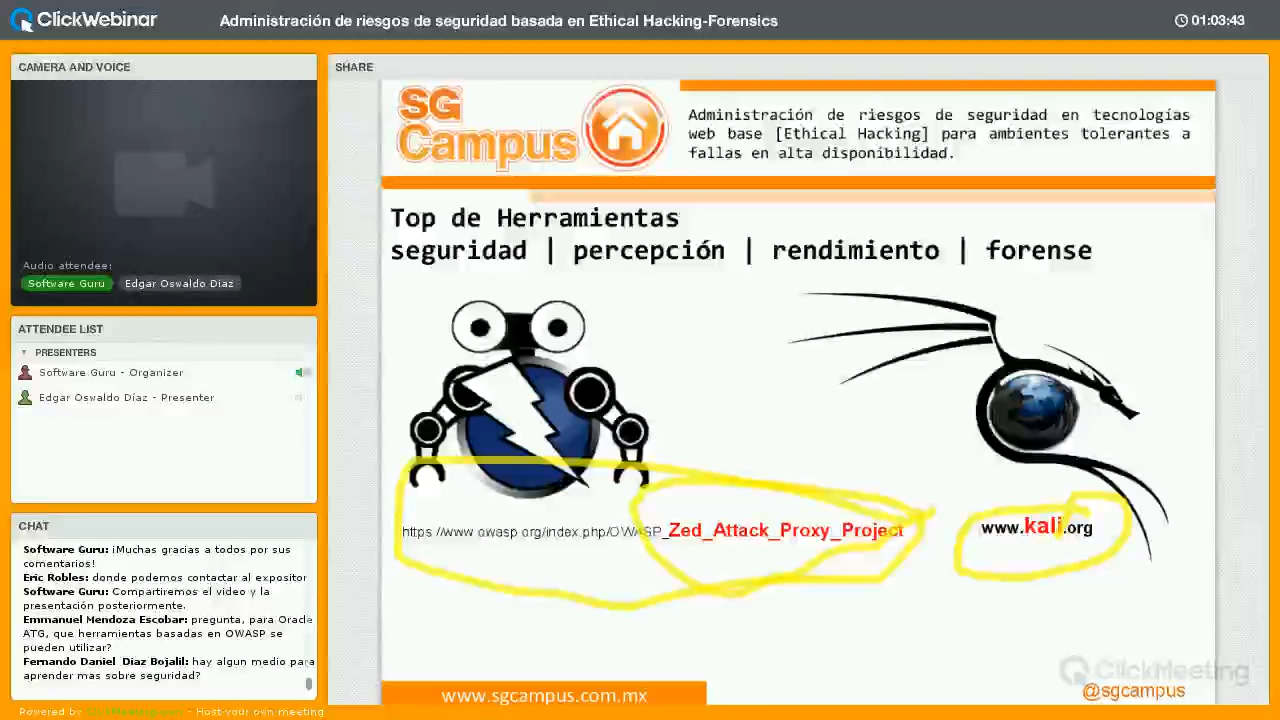 ClickWebinar
Administración de riesgos de seguridad basada en Ethical Hacking-Forensics
01:03:43
CAMERA AND VOICE
Audio attendee:
Software Guru
Edgar Oswaldo Díaz
ATTENDEE LIST
PRESENTERS
Software Guru - Organizer
Edgar Oswaldo Díaz - Presenter
CHAT
Software Guru: ¡Muchas gracias a todos por sus
comentarios!
Eric Robles: donde podemos contactar al expositor
Software Guru: Compartiremos el video y la
presentación posteriormente.
Emmanuel Mendoza Escobar: pregunta, para Oracle
ATG, que herramientas basadas en OWASP se
pueden utilizar?
Fernando Daniel Díaz Bojalil: hay algun medio para
aprender mas sobre seguridad?
SHARE
SG
Campus
Administración de riesgos de seguridad en tecnologías
web base [Ethical Hacking] para ambientes tolerantes a
fallas en alta disponibilidad.
Top de Herramientas
seguridad | percepción | rendimiento | forense
https://www.owasp.org/index.php/OWASP_Zed_Attack_Proxy_Project
www.kali.org
www.sgcampus.com.mx
ClickMeeting
@sgcampus
Powered by ClickMeeting.com - Host your own meeting